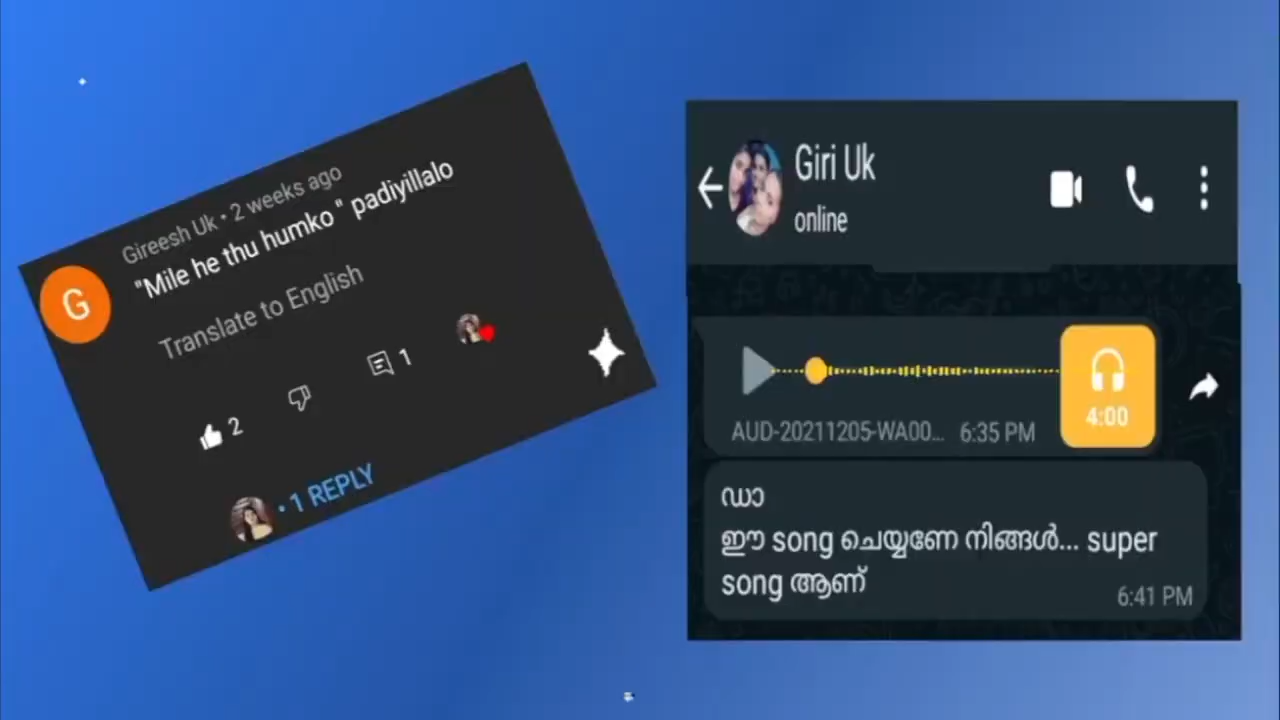 Gireesh Uk • 2 weeks ago
"Mile he thu humko " padiyillalo
Translate to English
G
2
1
• 1 REPLY
Giri Uk
online
4:00
AUD-20211205-WA00... 6:35 PM
ഡാ
ഈ song ചെയ്യണേ നിങ്ങൾ... super
song ആണ്
6:41 PM